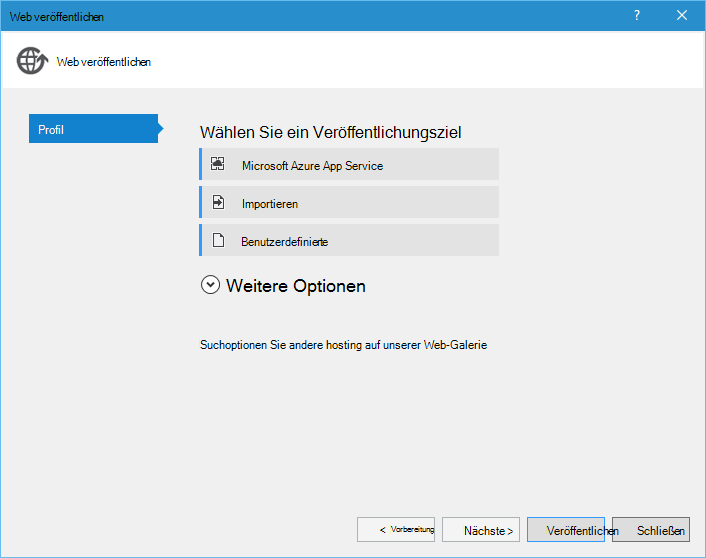 Web veröffentlichen
?
Web veröffentlichen
Profil
Wählen Sie ein Veröffentlichungsziel
Microsoft Azure App Service
Importieren
Benutzerdefinierte
Weitere Optionen
Suchoptionen Sie andere hosting auf unserer Web-Galerie
< Vorbereitung
Nächste >
Veröffentlichen
Schließen